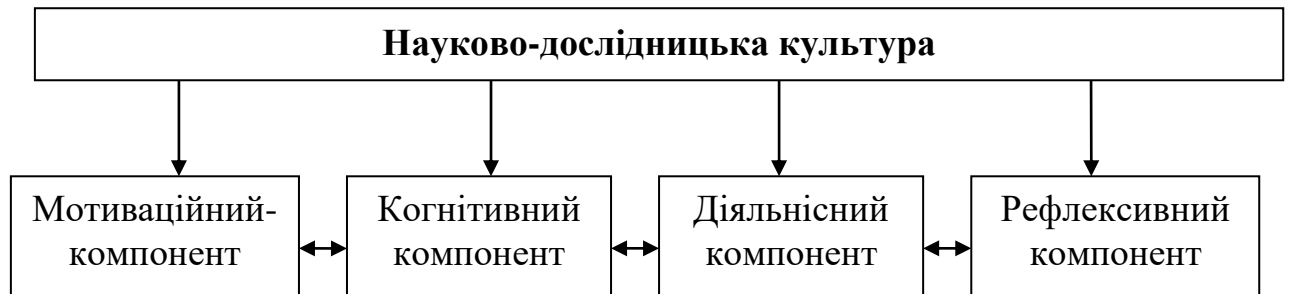 Науково-дослідницька культура
Мотиваційний-
компонент
Когнітивний
компонент
Діяльнісний
компонент
Рефлексивний
компонент